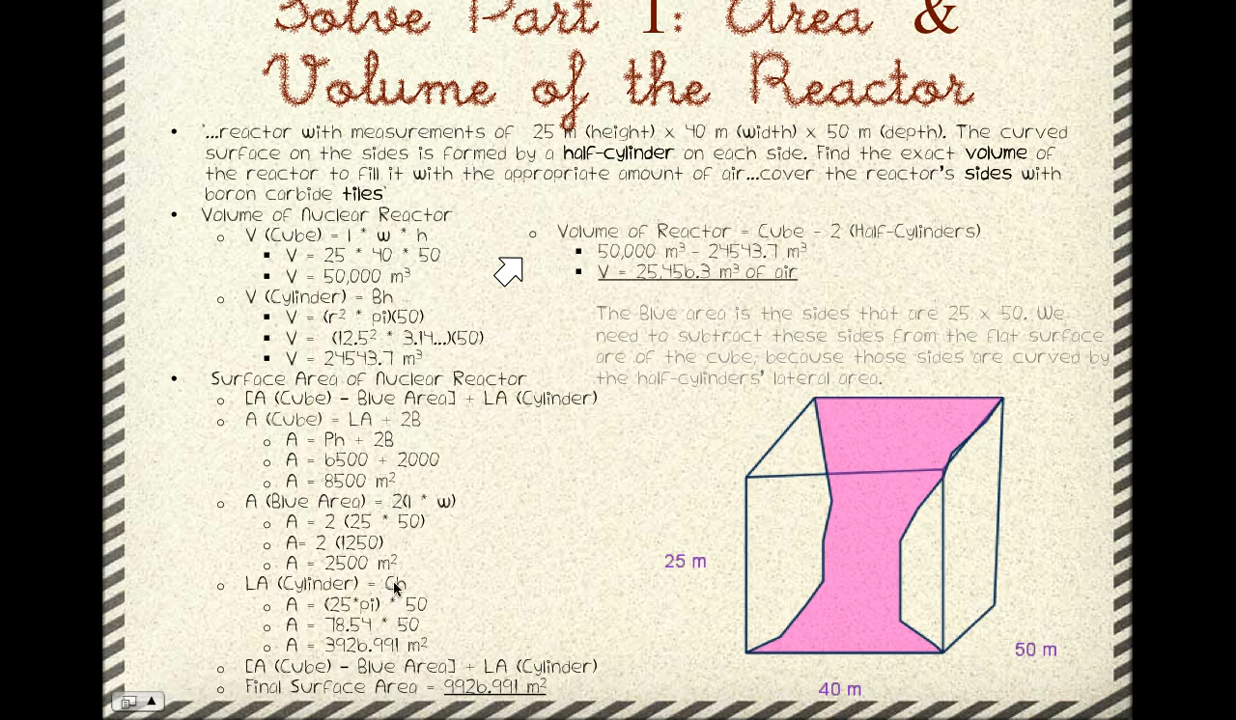 Solve Part 1: Area &
Volume of the Reactor
• '...reactor with measurements of 25 m (height) x 40 m (width) x 50 m (depth). The curved
surface on the sides is formed by a half-cylinder on each side. Find the exact volume of
the reactor to fill it with the appropriate amount of air...cover the reactor's sides with
boron carbide tiles'
• Volume of Nuclear Reactor
o V (Cube) = l * w * h
▪ V = 25 * 40 * 50
▪ V = 50,000 m³
o V (Cylinder) = Bh
▪ V = (r² * pi)(50)
▪ V = (12.5² * 3.14...)(50)
▪ V = 24543.7 m³
o Volume of Reactor = Cube - 2 (Half-Cylinders)
▪ 50,000 m³ - 24543.7 m³
▪ V = 25,456.3 m³ of air
The Blue area is the sides that are 25 x 50. We
need to subtract these sides from the flat surface
are of the cube, because those sides are curved by
the half-cylinders' lateral area.
• Surface Area of Nuclear Reactor
o [A (Cube) - Blue Area] + LA (Cylinder)
o A (Cube) = LA + 2B
o A = Ph + 2B
o A = 6500 + 2000
o A = 8500 m²
o A (Blue Area) = 2(l * w)
o A = 2 (25 * 50)
o A= 2 (1250)
o A = 2500 m²
o LA (Cylinder) = Ch
o A = (25*pi) * 50
o A = 78.54 * 50
o A = 3926.991 m²
o [A (Cube) - Blue Area] + LA (Cylinder)
o Final Surface Area = 9926.991 m²
25 m
50 m
40 m